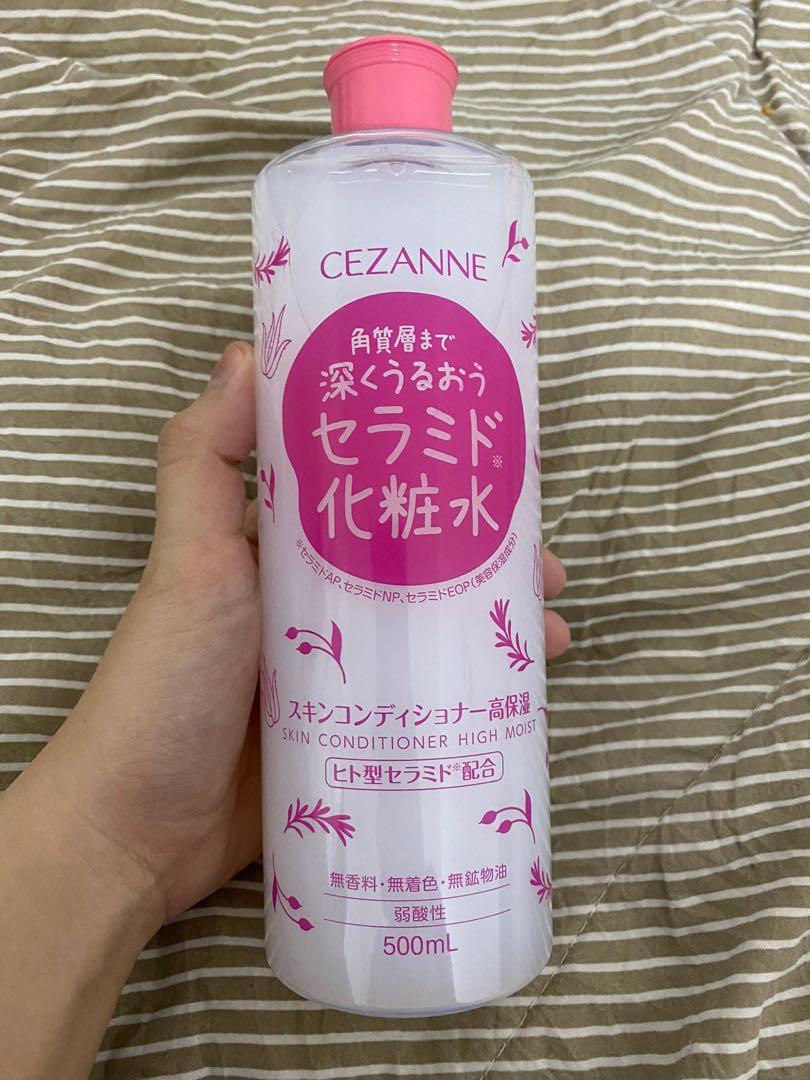 CEZANNE
角質層まで
深くうるおう
セラミド※
化粧水
※セラミドAP、セラミドNP、セラミドEOP(美容保湿成分)
スキンコンディショナー高保湿
SKIN CONDITIONER HIGH MOIST
ヒト型セラミド※配合
無香料・無着色・無鉱物油
弱酸性
500mL